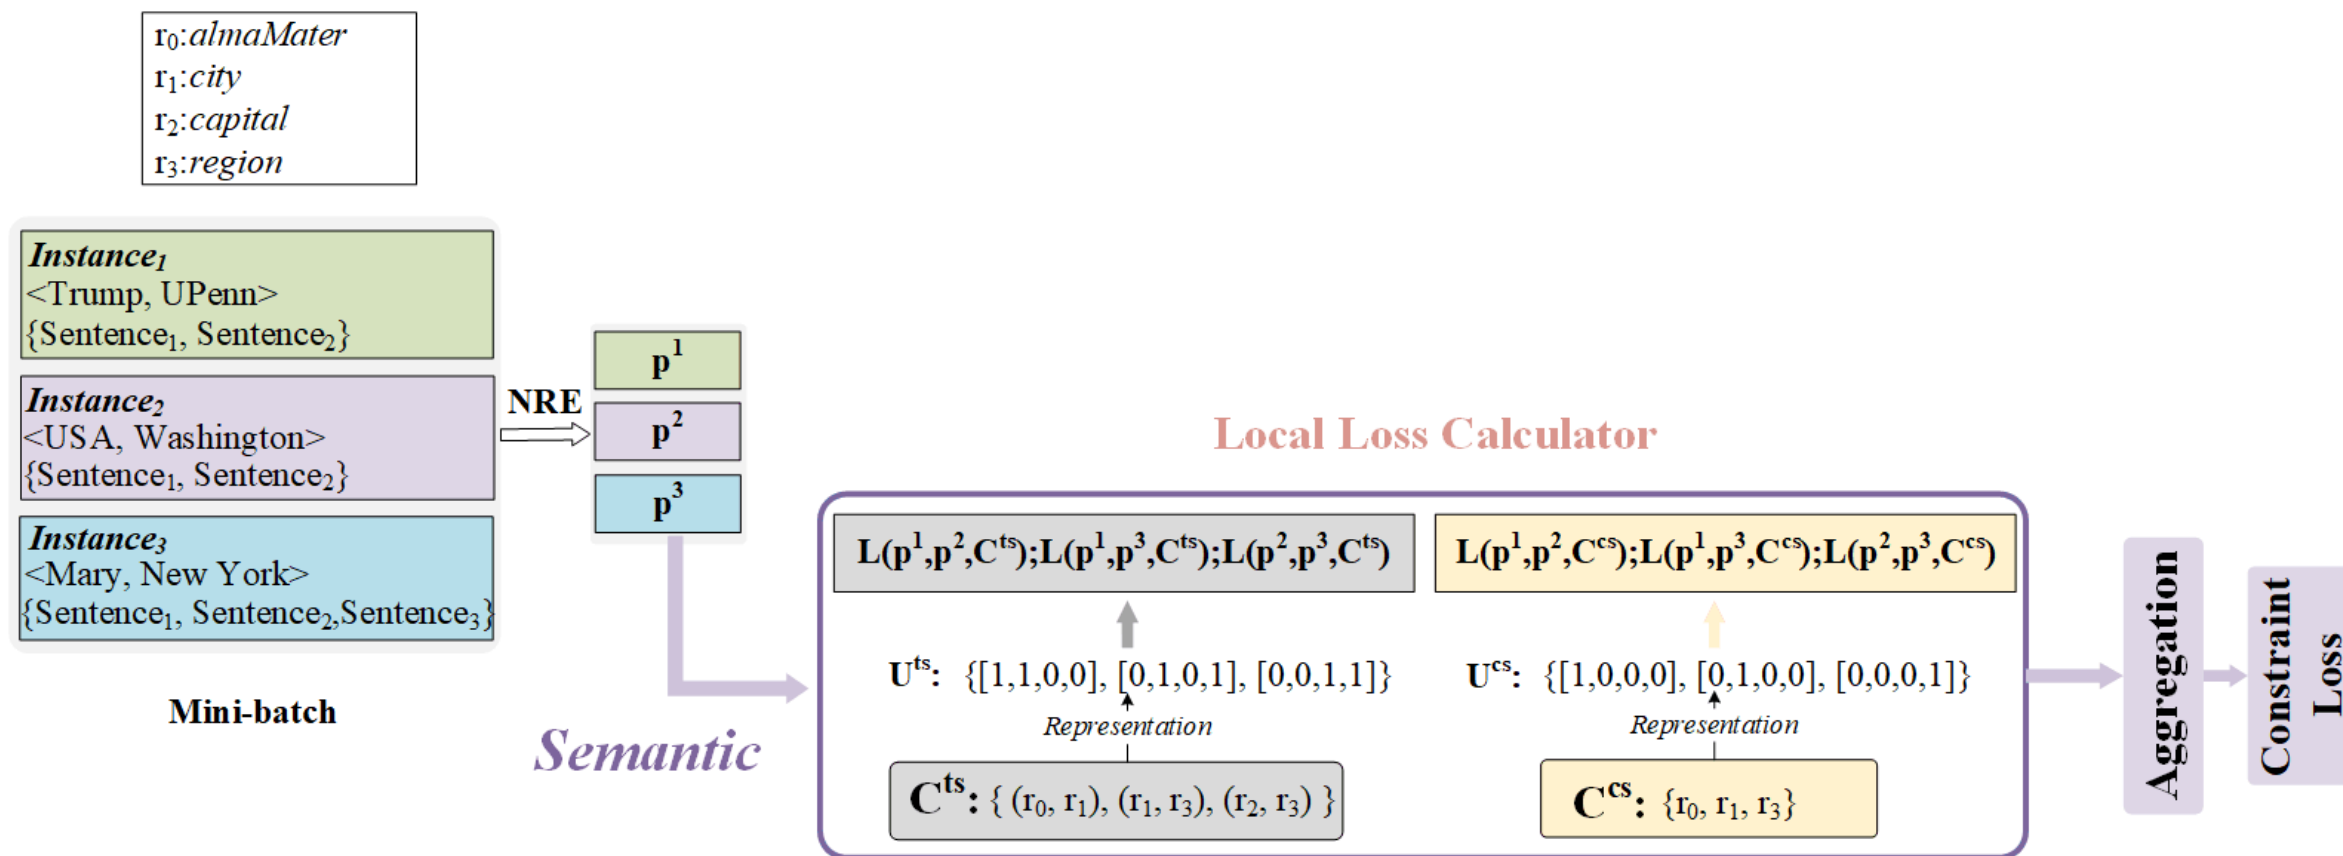 r₀:almaMater
r₁:city
r₂:capital
r₃:region
Instance₁
<Trump, UPenn>
{Sentence₁, Sentence₂}
Instance₂
<USA, Washington>
{Sentence₁, Sentence₂}
Instance₃
<Mary, New York>
{Sentence₁, Sentence₂,Sentence₃}
Mini-batch
NRE
p¹
p²
p³
Semantic
Local Loss Calculator
L(p¹,p²,Cᵗˢ);L(p¹,p³,Cᵗˢ);L(p²,p³,Cᵗˢ)
Uᵗˢ: {[1,1,0,0], [0,1,0,1], [0,0,1,1]}
Representation
Cᵗˢ: { (r₀, r₁), (r₁, r₃), (r₂, r₃) }
L(p¹,p²,Cᶜˢ);L(p¹,p³,Cᶜˢ);L(p²,p³,Cᶜˢ)
Uᶜˢ: {[1,0,0,0], [0,1,0,0], [0,0,0,1]}
Representation
Cᶜˢ: {r₀, r₁, r₃}
Aggregation
Constraint
Loss